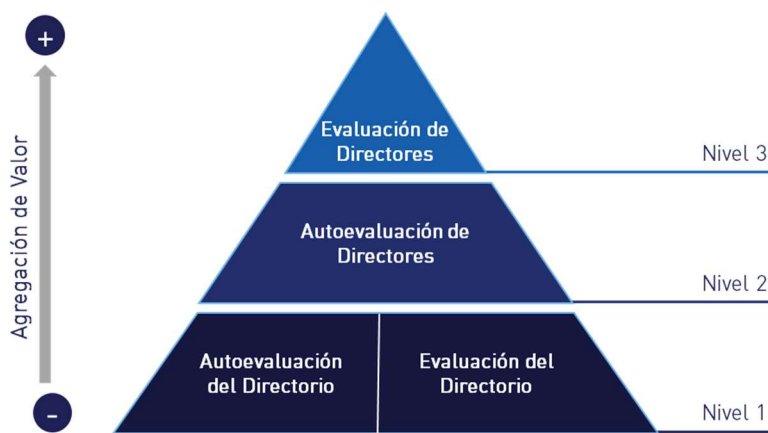 +
Agregación de Valor
-
Evaluación de
Directores
Nivel 3
Autoevaluación de
Directores
Nivel 2
Autoevaluación
del Directorio
Evaluación del
Directorio
Nivel 1